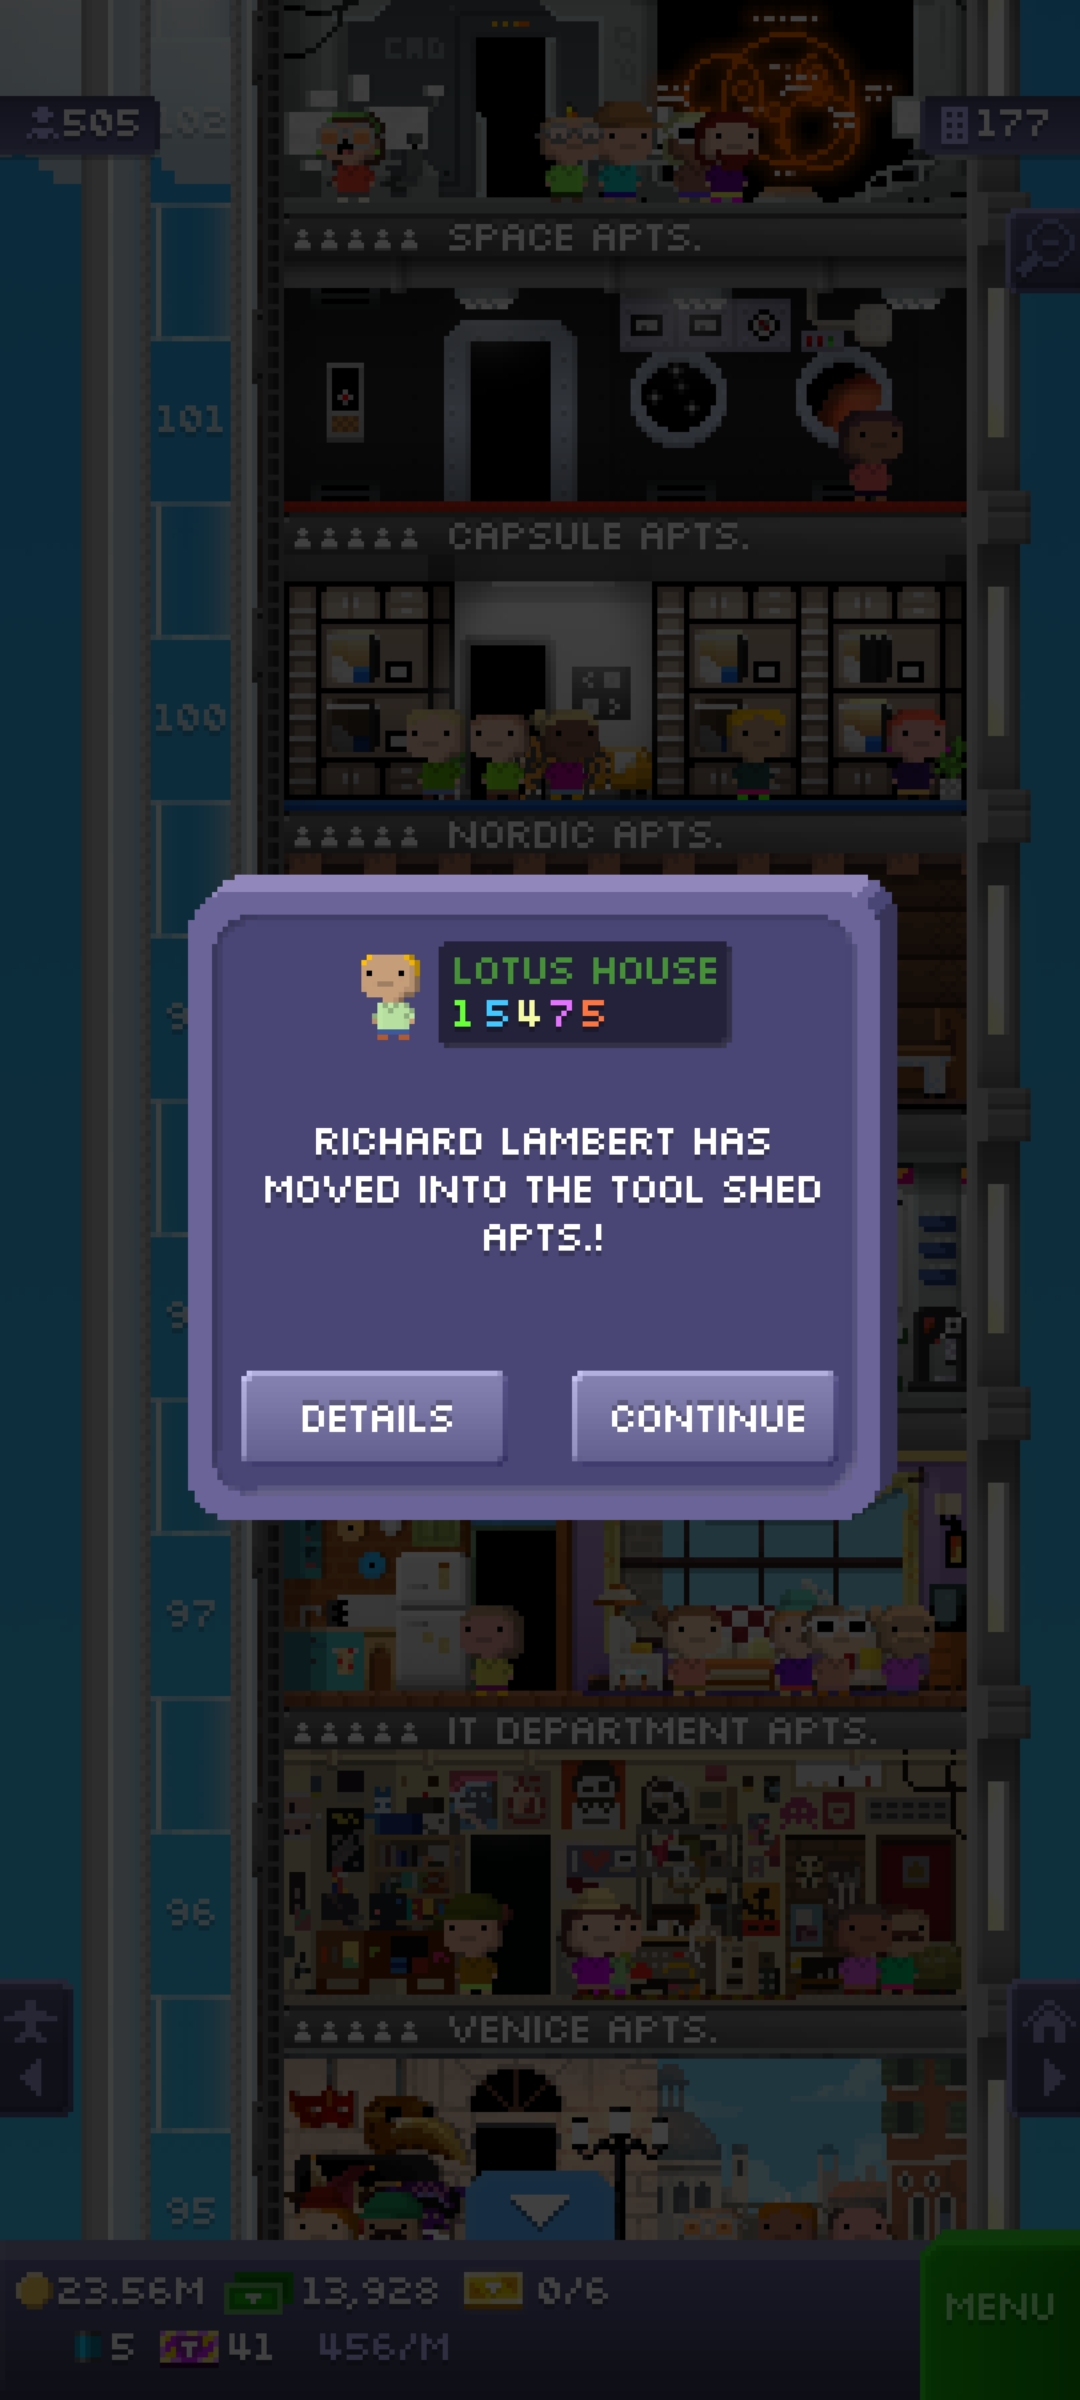 CMD
505
102
177
SPACE APTS.
101
CAPSULE APTS.
100
NORDIC APTS.
LOTUS HOUSE
15475
RICHARD LAMBERT HAS
MOVED INTO THE TOOL SHED
APTS.!
DETAILS
CONTINUE
97
IT DEPARTMENT APTS.
96
VENICE APTS.
95
23.56M 13,928 0/6
5 T 41 456/M
MENU